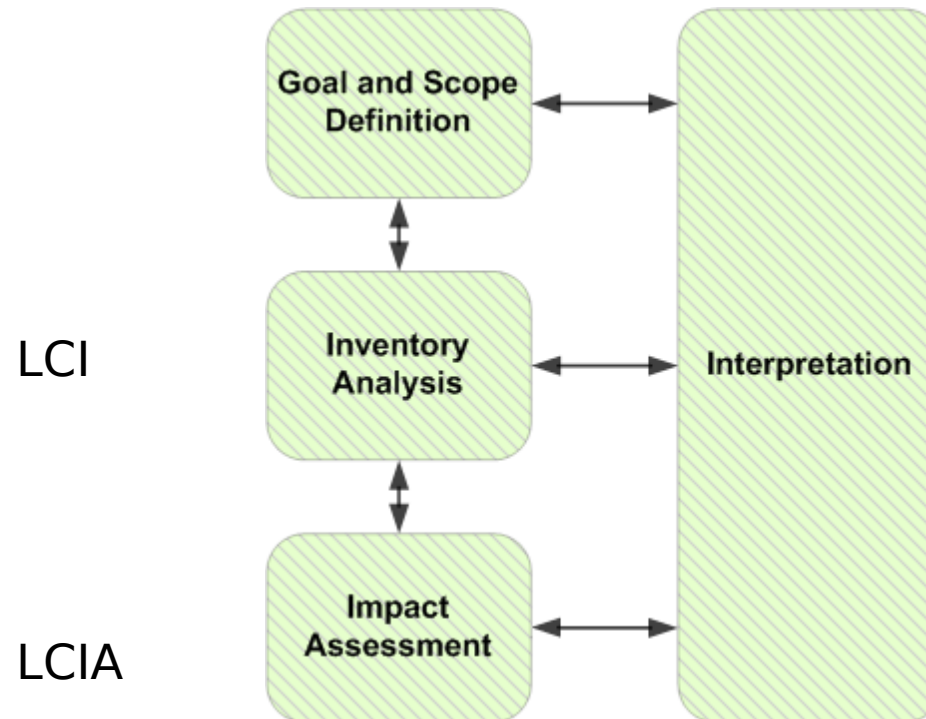 Goal and Scope
Definition
LCI
Inventory
Analysis
Interpretation
LCIA
Impact
Assessment